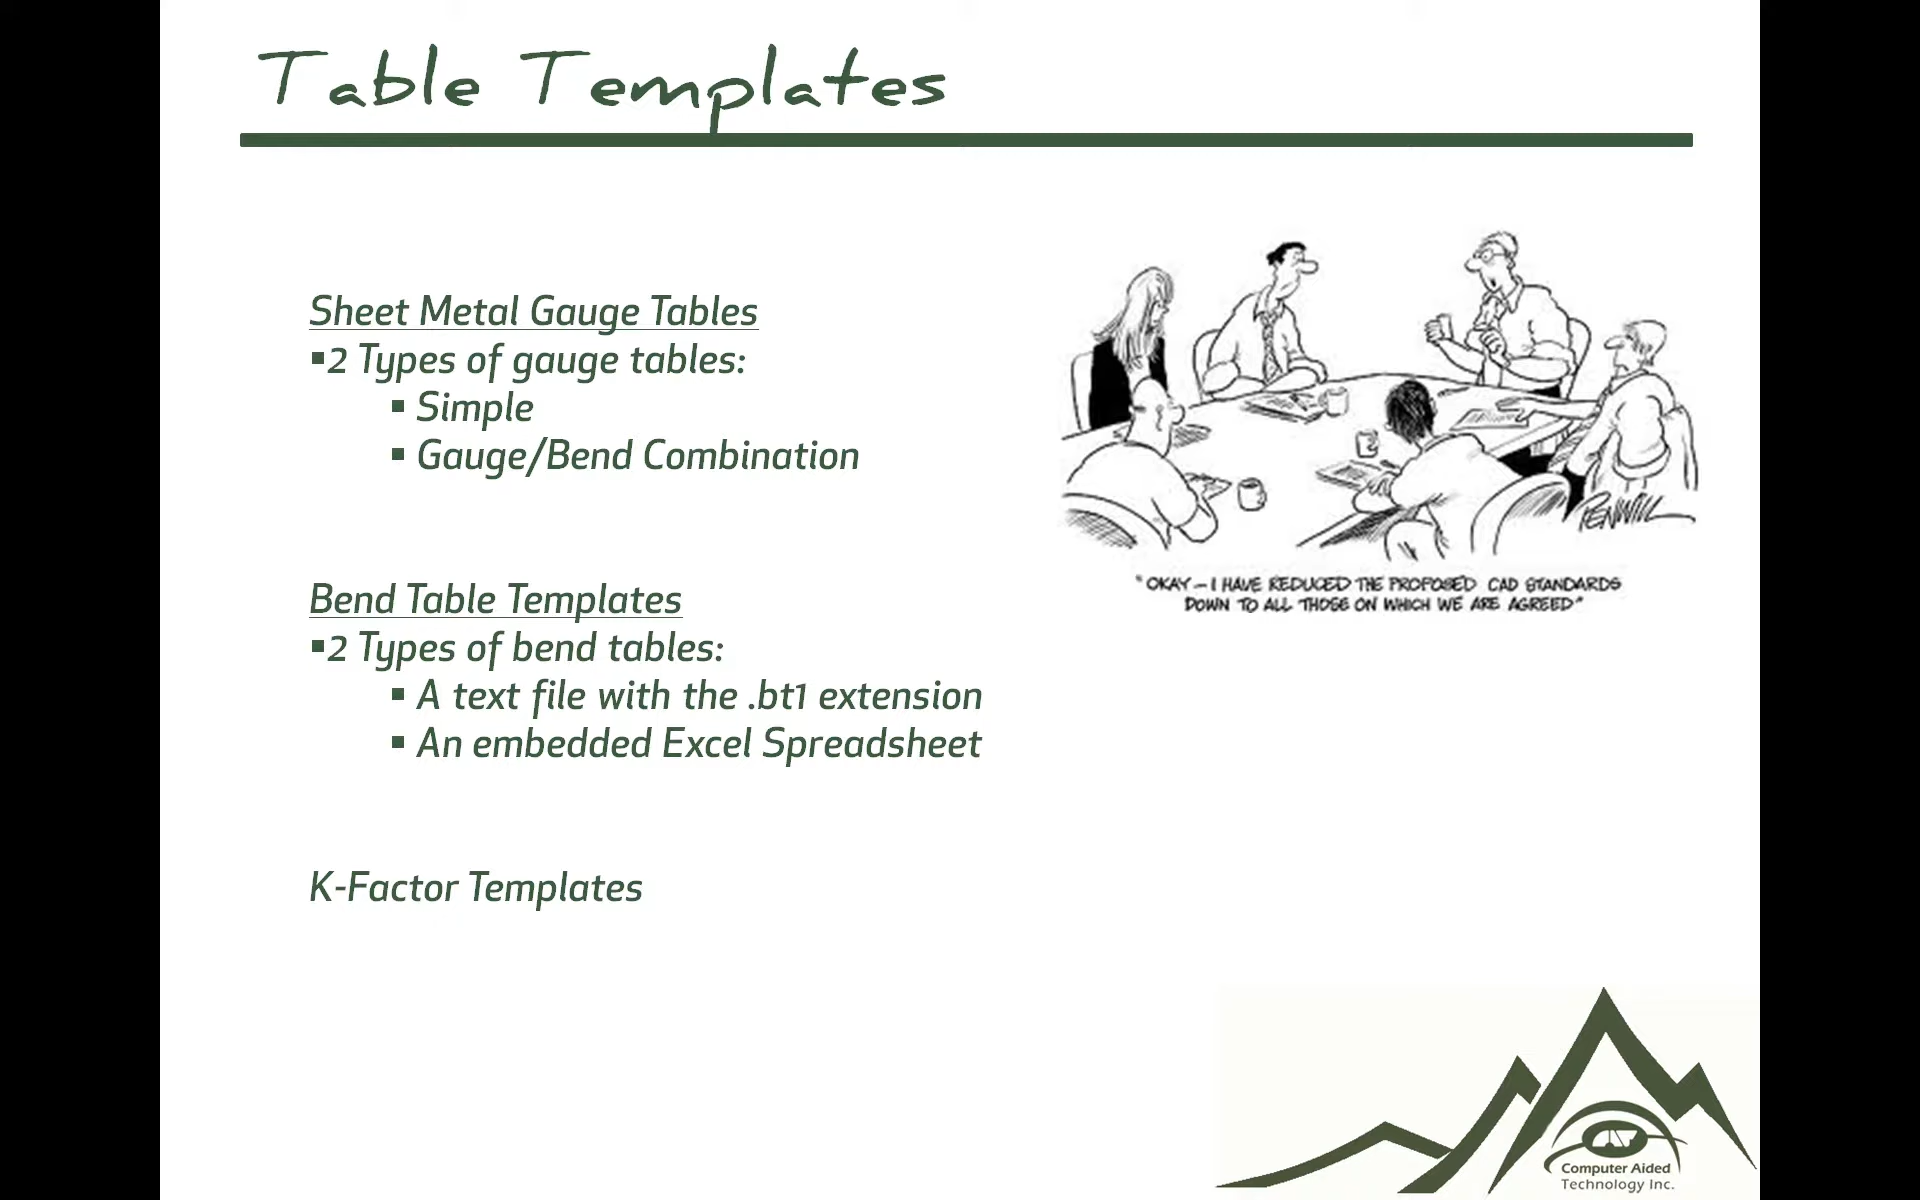 Table Templates
Sheet Metal Gauge Tables
▪2 Types of gauge tables:
▪ Simple
▪ Gauge/Bend Combination
Bend Table Templates
▪2 Types of bend tables:
▪ A text file with the .bt1 extension
▪ An embedded Excel Spreadsheet
K-Factor Templates
PENWILL
"OKAY – I HAVE REDUCED THE PROPOSED CAD STANDARDS
DOWN TO ALL THOSE ON WHICH WE ARE AGREED"
Computer Aided
Technology Inc.